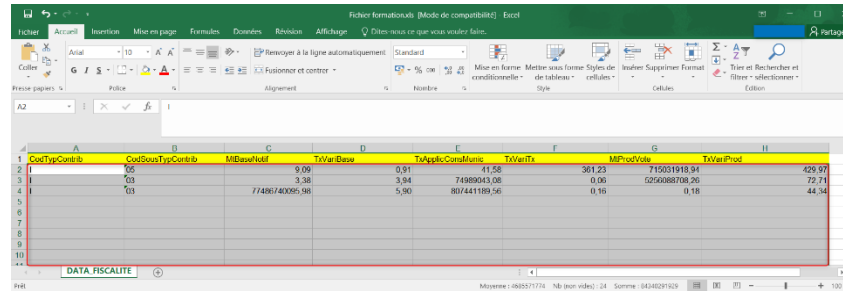 Fichier formation.xls [Mode de compatibilité] - Excel
Fichier Accueil Insertion Mise en page Formules Données Révision Affichage Dites-nous ce que vous voulez faire. Partage
Coller Arial 10 A A Renvoyer à la ligne automatiquement Standard Mise en forme conditionnelle Mettre sous forme de tableau Styles de cellules Insérer Supprimer Format Trier et filtrer Rechercher et sélectionner
G I S A Fusionner et centrer % 000
Presse-papiers Police Alignement Nombre Style Cellules Édition
A2 fx I
A B C D E F G H
1 CodTypContrib CodSousTypContrib MtBaseNotif TxVariBase TxApplicConsMunic TxVariTx MtProdVote TxVariProd
2 I 05 9,09 0,91 41,58 361,23 715031918,94 429,97
3 I 03 3,38 3,94 74989043,08 0,06 5256088708,26 72,71
4 I 03 77486740095,98 5,90 807441189,56 0,16 0,18 44,34
5
6
7
8
9
10
DATA_FISCALITE
Prêt Moyenne : 4685571774 Nb (non vides) : 24 Somme : 84340291929 100